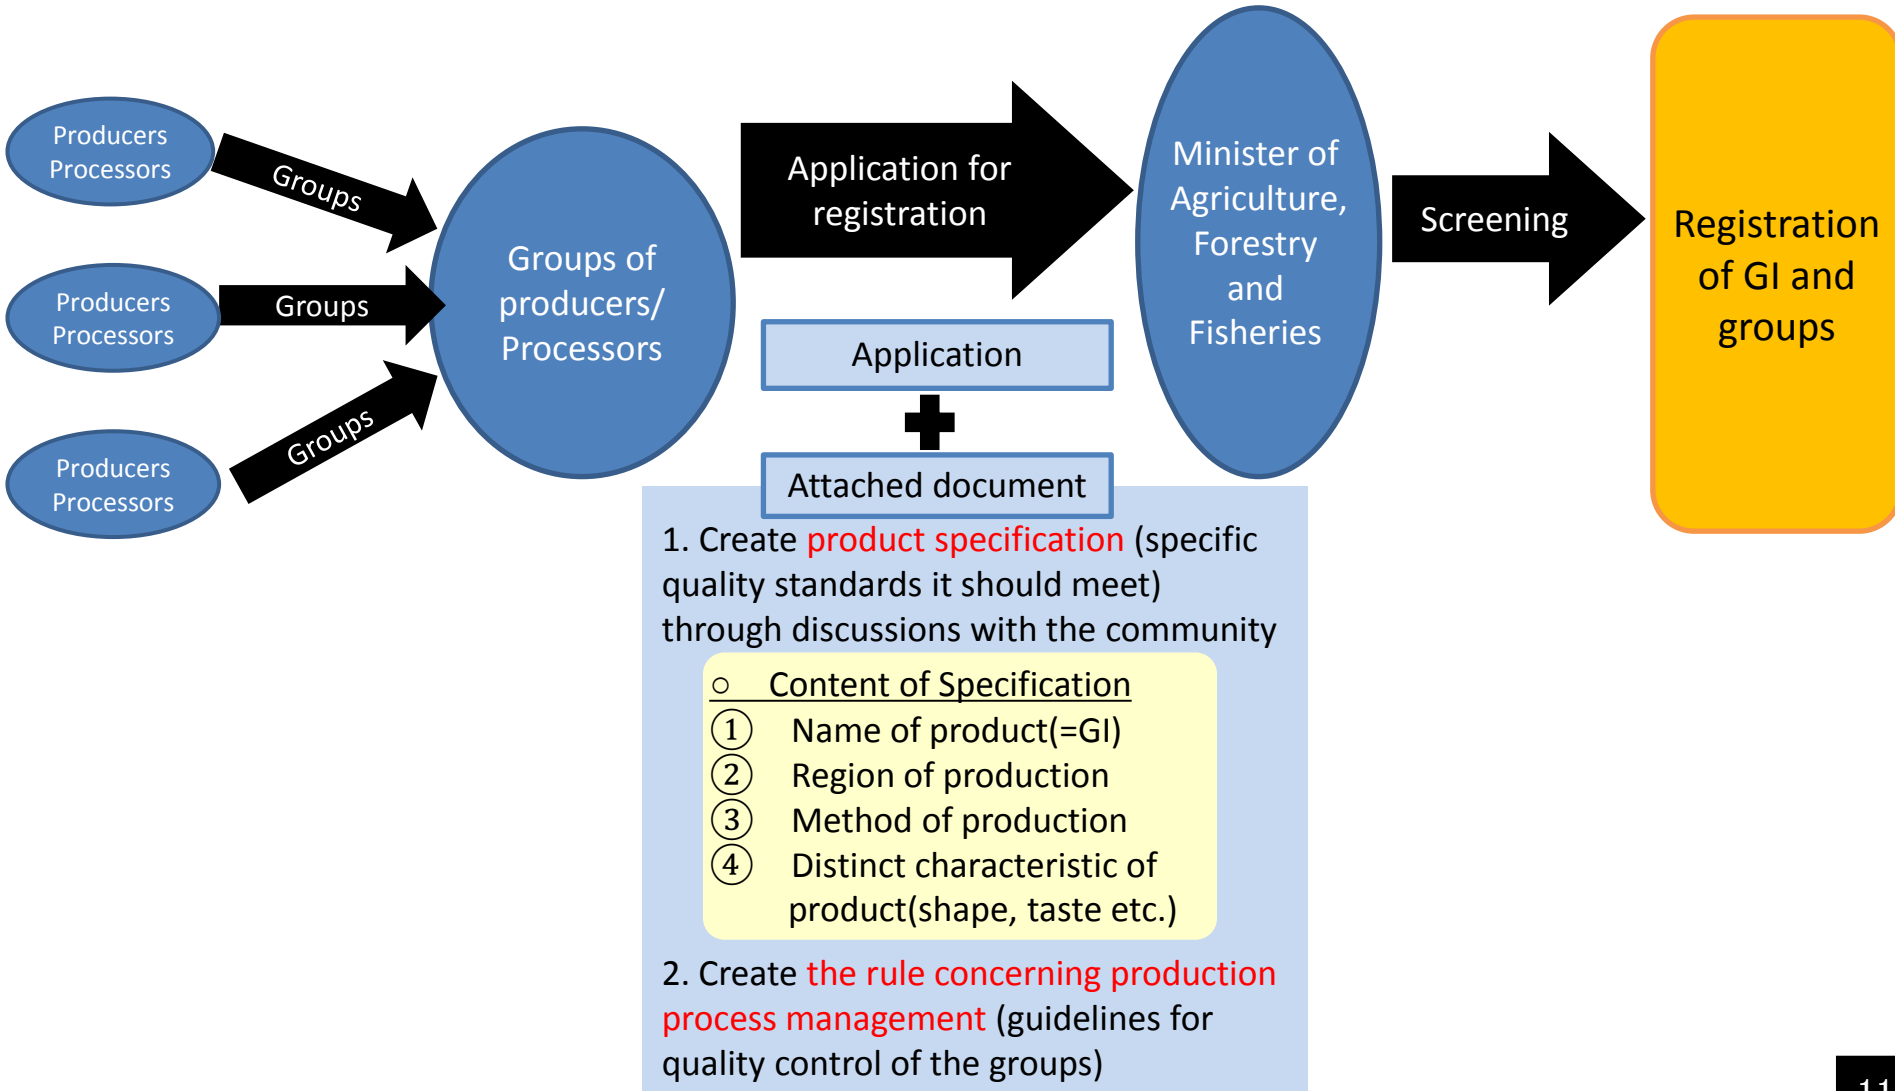 Producers
Processors
Groups
Producers
Processors
Groups
Producers
Processors
Groups
Groups of
producers/
Processors
Application for
registration
Minister of
Agriculture,
Forestry
and
Fisheries
Screening
Registration
of GI and
groups
Application
Attached document
1. Create product specification (specific
quality standards it should meet)
through discussions with the community
○ Content of Specification
① Name of product(=GI)
② Region of production
③ Method of production
④ Distinct characteristic of
product(shape, taste etc.)
2. Create the rule concerning production
process management (guidelines for
quality control of the groups)
11